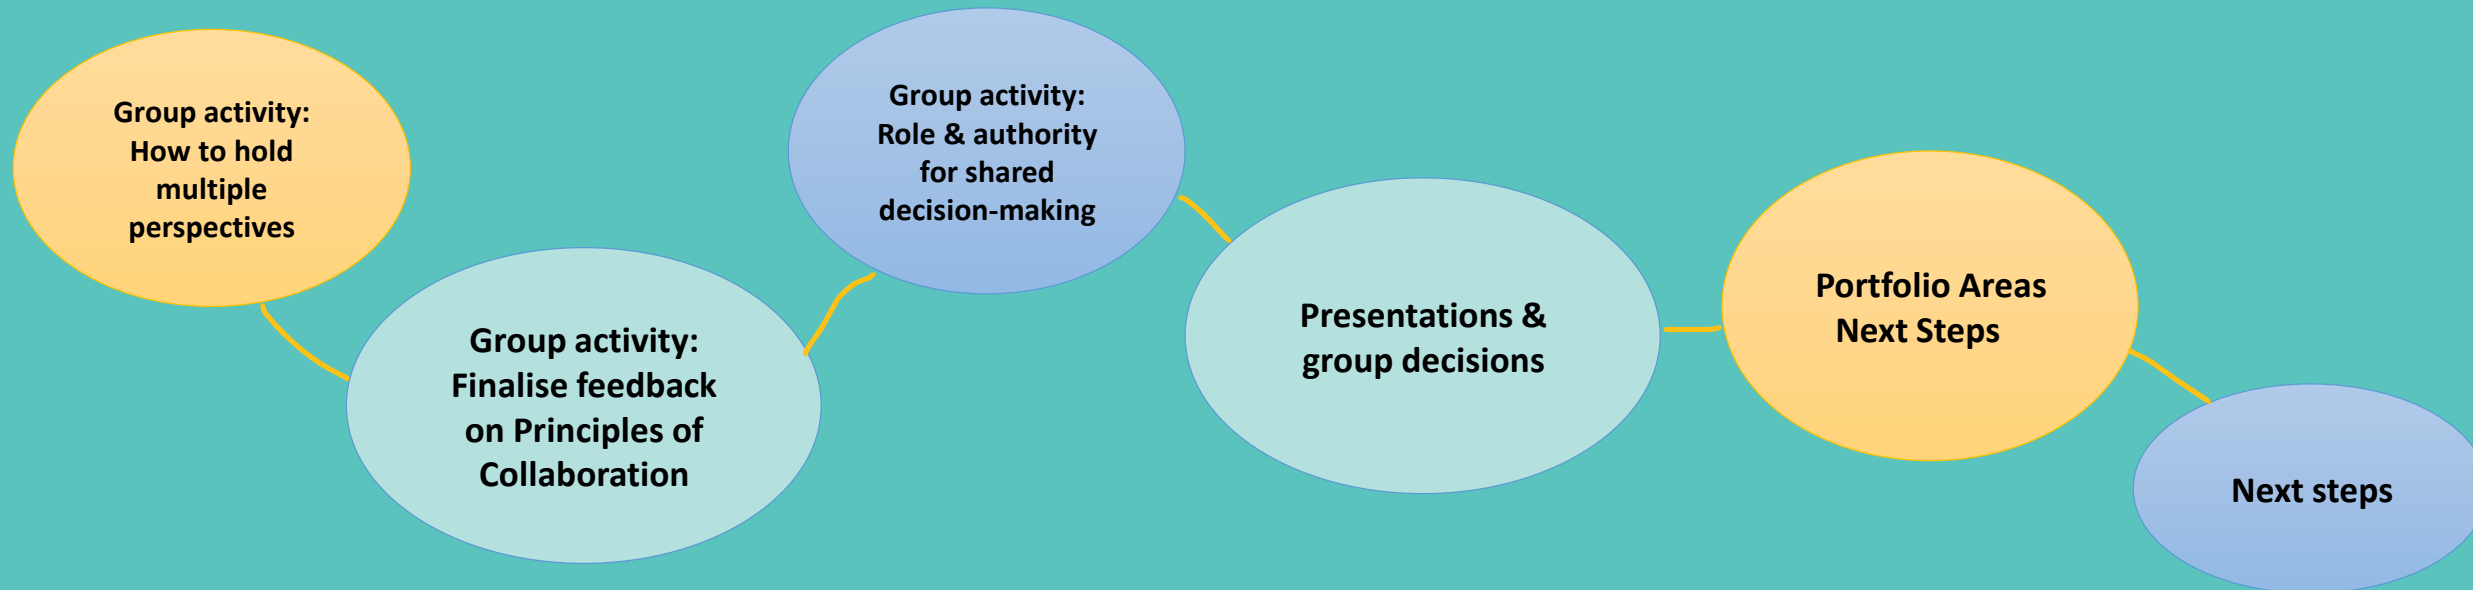 Group activity:
How to hold
multiple
perspectives
Group activity:
Finalise feedback
on Principles of
Collaboration
Group activity:
Role & authority
for shared
decision-making
Presentations &
group decisions
Portfolio Areas
Next Steps
Next steps